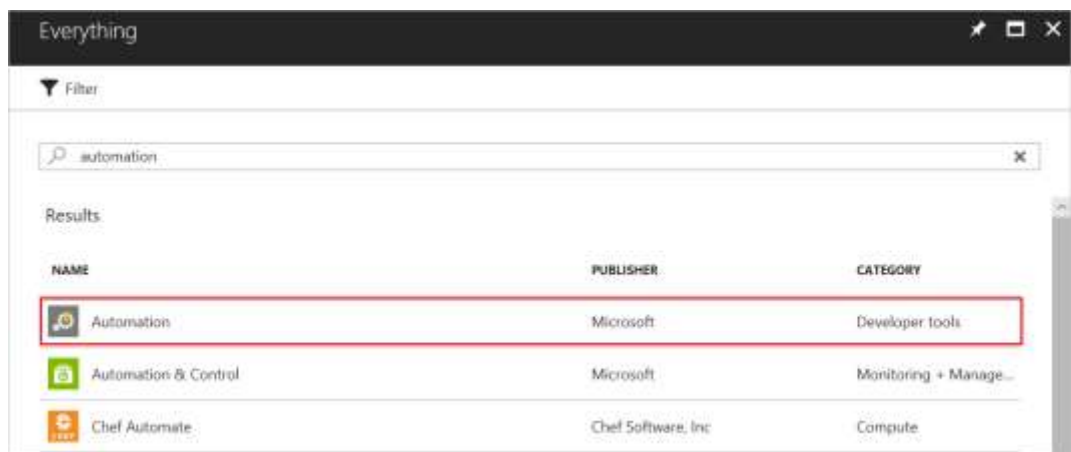 Everything
Filter
automation
Results
NAME PUBLISHER CATEGORY
Automation Microsoft Developer tools
Automation & Control Microsoft Monitoring + Manage...
CHEF Chef Automate Chef Software, Inc Compute